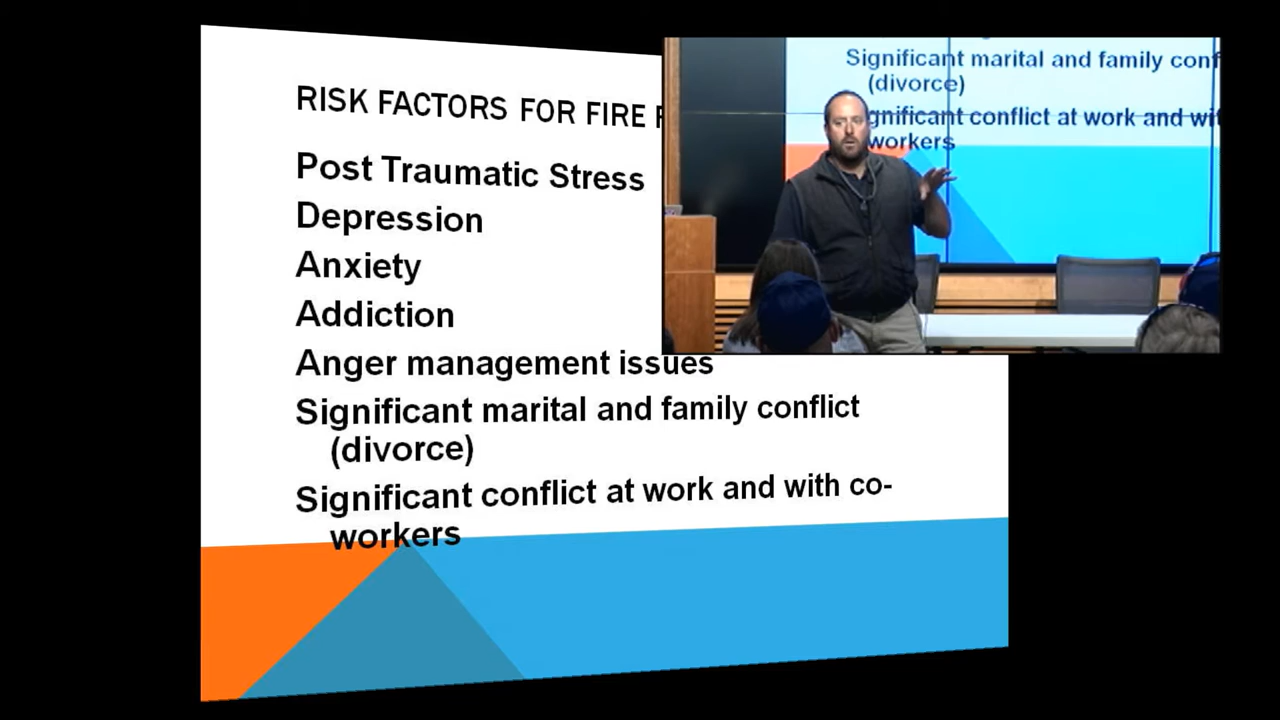 RISK FACTORS FOR FIRE
Post Traumatic Stress
Depression
Anxiety
Addiction
Anger management issues
Significant marital and family conflict
(divorce)
Significant conflict at work and with co-
workers
Significant marital and family conf
(divorce)
gnificant conflict at work and wit
workers